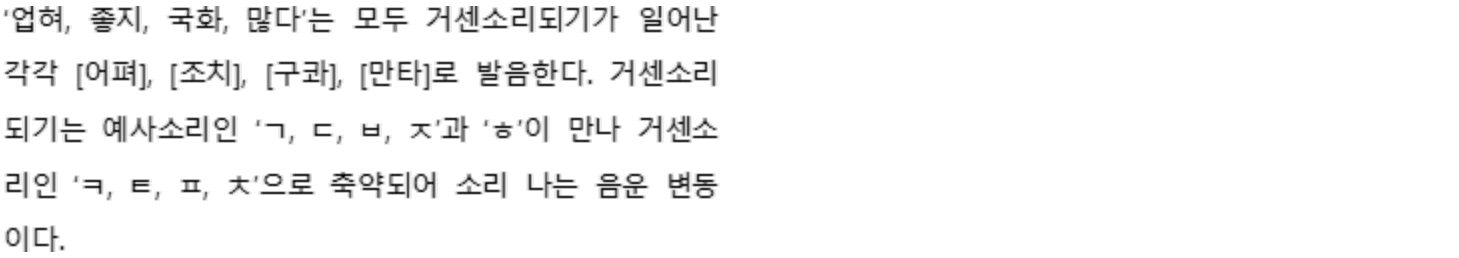 ‘업혀, 좋지, 국화, 많다’는 모두 거센소리되기가 일어난
각각 [어펴], [조치], [구콰], [만타]로 발음한다. 거센소리
되기는 예사소리인 ‘ㄱ, ㄷ, ㅂ, ㅈ’과 ‘ㅎ’이 만나 거센소
리인 ‘ㅋ, ㅌ, ㅍ, ㅊ’으로 축약되어 소리 나는 음운 변동
이다.